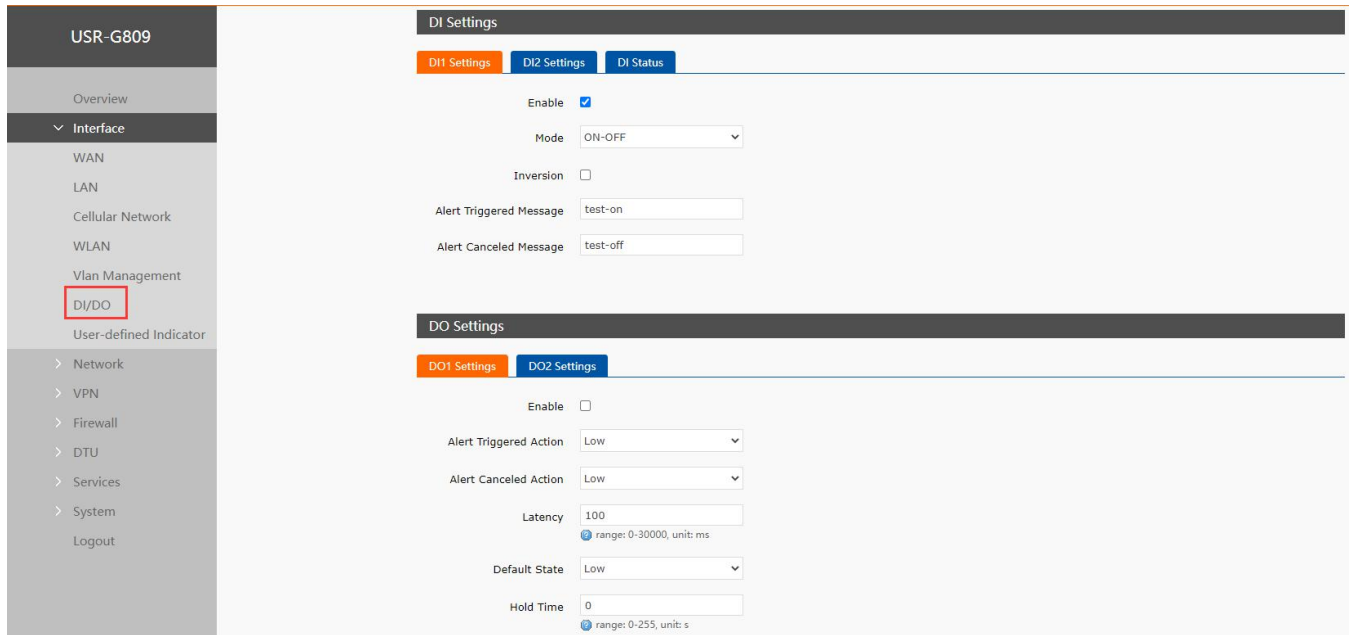 USR-G809
Overview
Interface
WAN
LAN
Cellular Network
WLAN
Vlan Management
DI/DO
User-defined Indicator
Network
VPN
Firewall
DTU
Services
System
Logout
DI Settings
DI1 Settings DI2 Settings DI Status
Enable
Mode ON-OFF
Inversion
Alert Triggered Message test-on
Alert Canceled Message test-off
DO Settings
DO1 Settings DO2 Settings
Enable
Alert Triggered Action Low
Alert Canceled Action Low
Latency 100
range: 0-30000, unit: ms
Default State Low
Hold Time 0
range: 0-255, unit: s